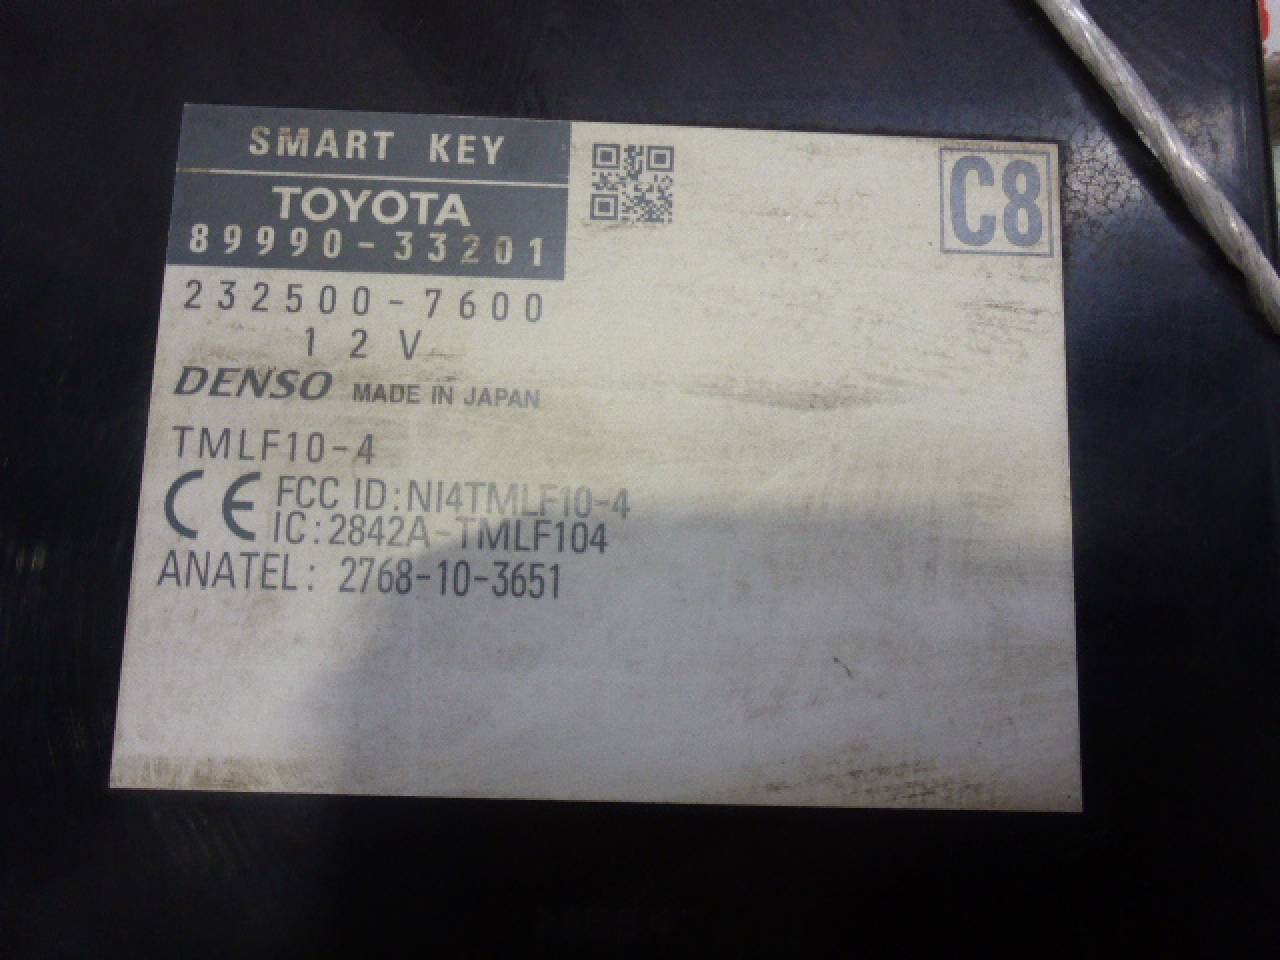 SMART KEY
TOYOTA
89990-33201
C8
232500-7600
12V
DENSO MADE IN JAPAN
TMLF10-4
CE FCC ID:NI4TMLF10-4
IC:2842A-TMLF104
ANATEL: 2768-10-3651